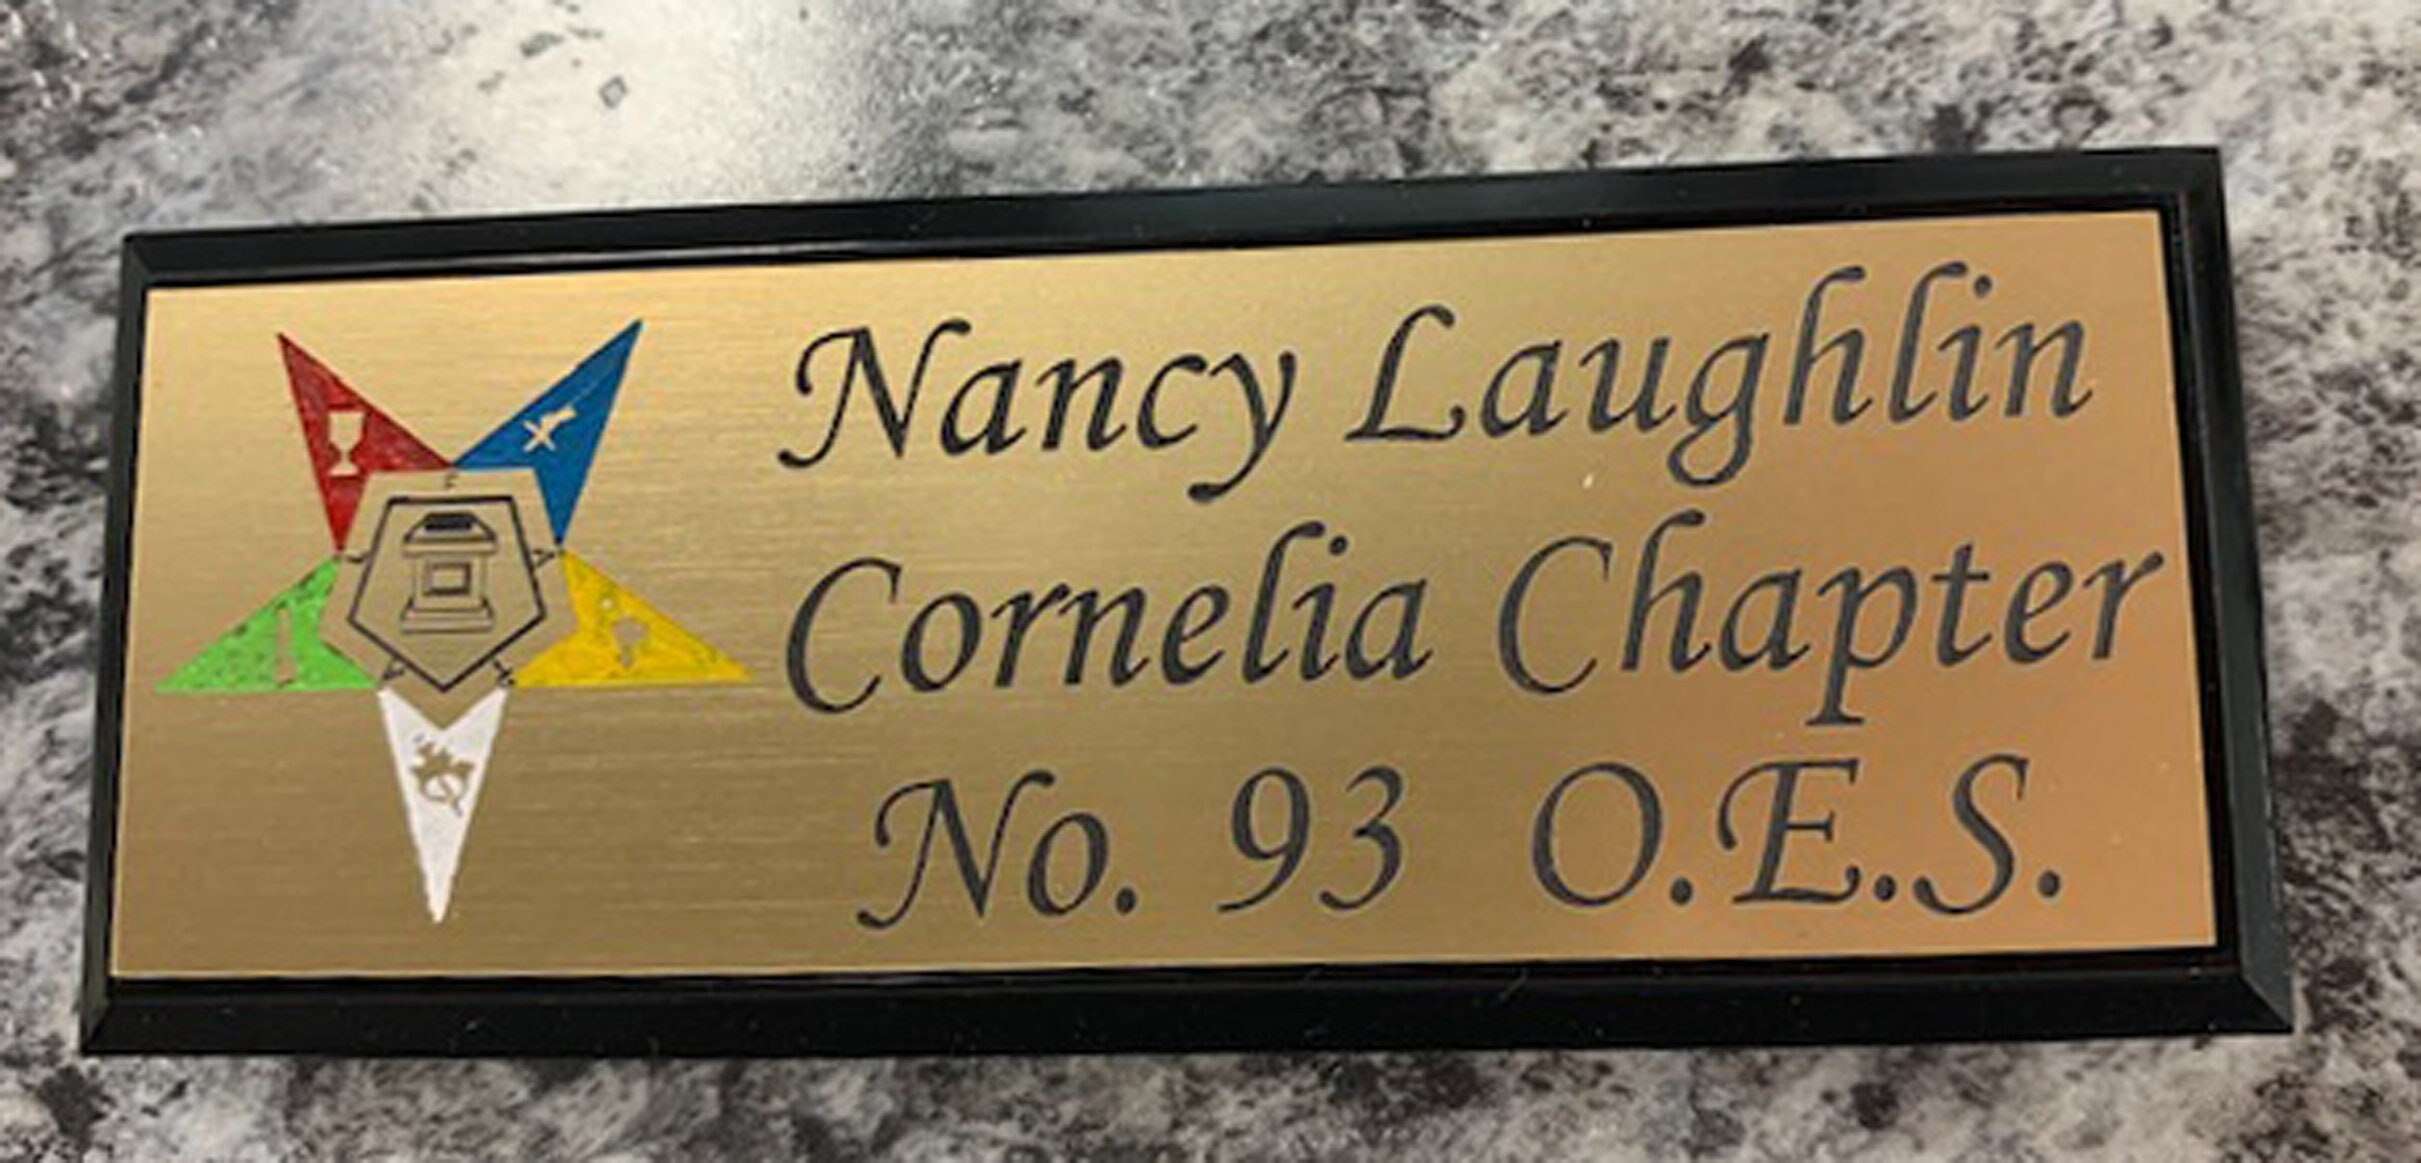 Nancy Laughlin
Cornelia Chapter
No. 93 O.E.S.